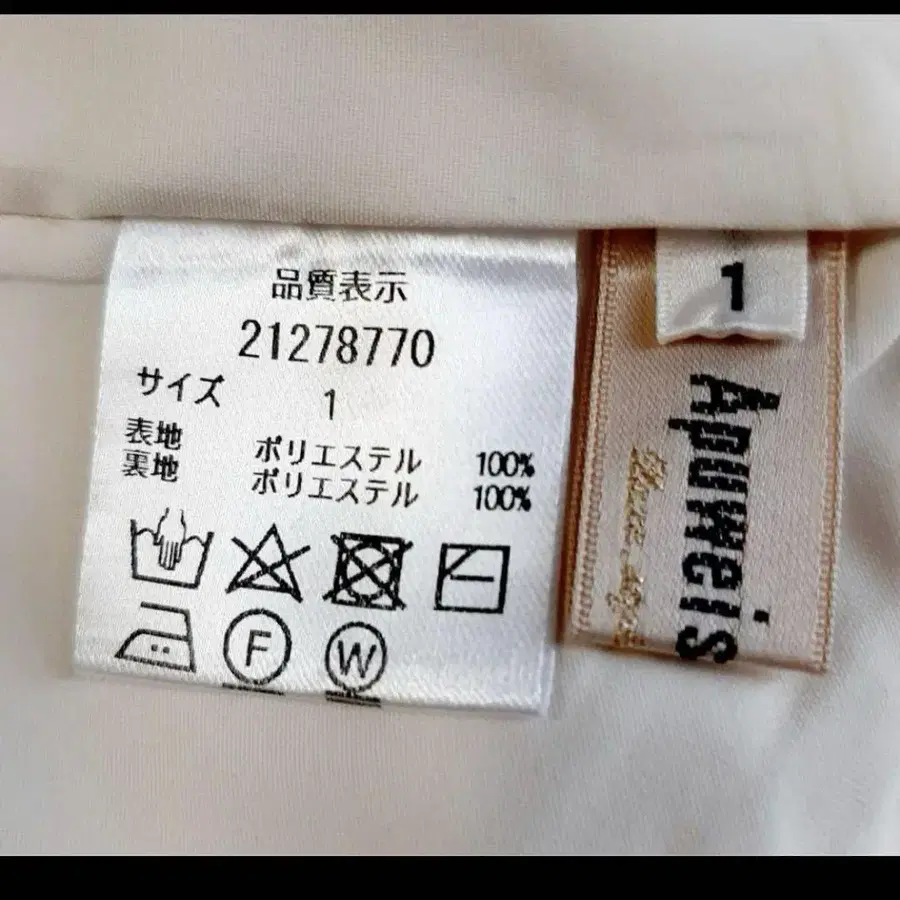 品質表示
21278770
サイズ 1
表地 ポリエステル 100%
裏地 ポリエステル 100%
F W
1
Apuweis